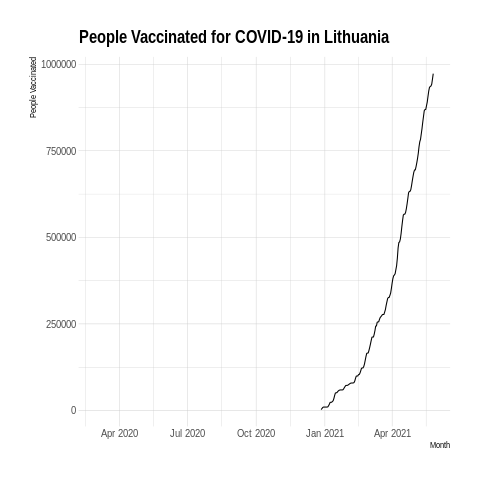 People Vaccinated for COVID-19 in Lithuania
People Vaccinated
1000000
750000
500000
250000
0
Apr 2020 Jul 2020 Oct 2020 Jan 2021 Apr 2021
Month